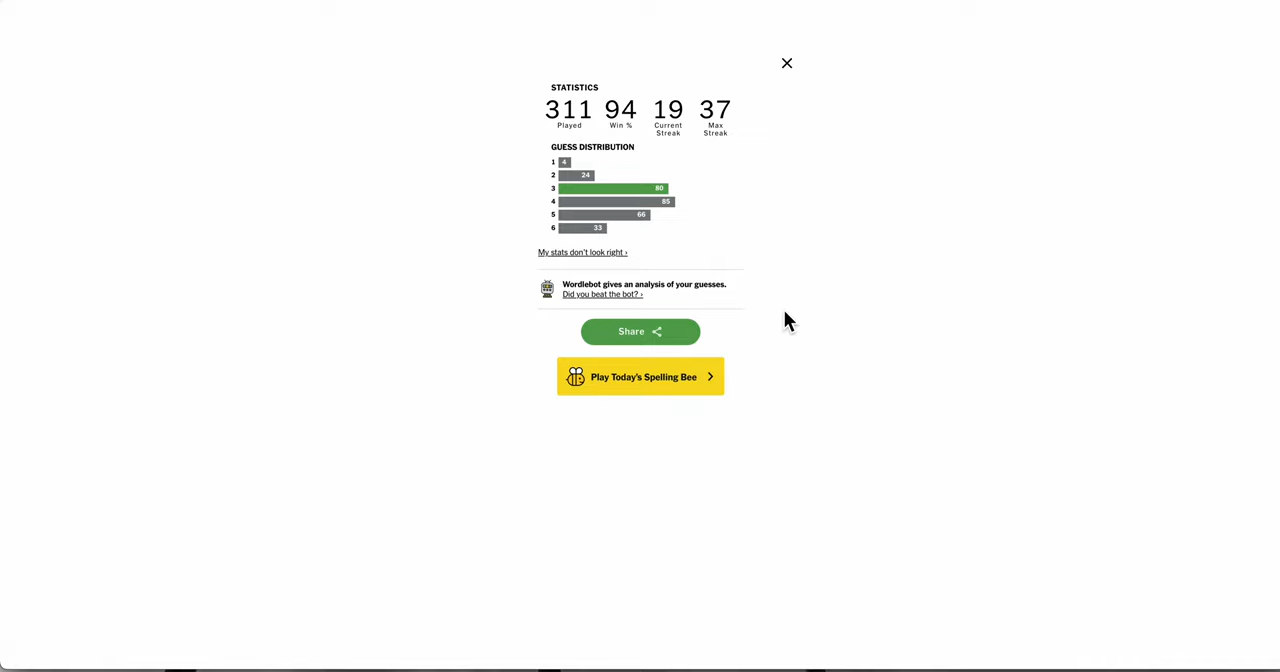 STATISTICS
311 94 19 37
Played Win % Current Streak Max Streak
GUESS DISTRIBUTION
1 4
2 24
3 80
4 85
5 66
6 33
My stats don't look right ›
Wordlebot gives an analysis of your guesses.
Did you beat the bot? ›
Share
Play Today's Spelling Bee